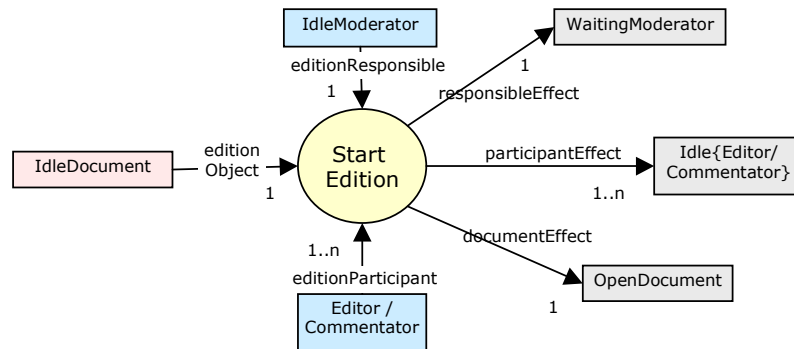 IdleModerator
WaitingModerator
editionResponsible
1
1
responsibleEffect
IdleDocument
edition
Object
1
Start
Edition
participantEffect
Idle{Editor/
Commentator}
1..n
1..n
documentEffect
editionParticipant
OpenDocument
1
Editor /
Commentator